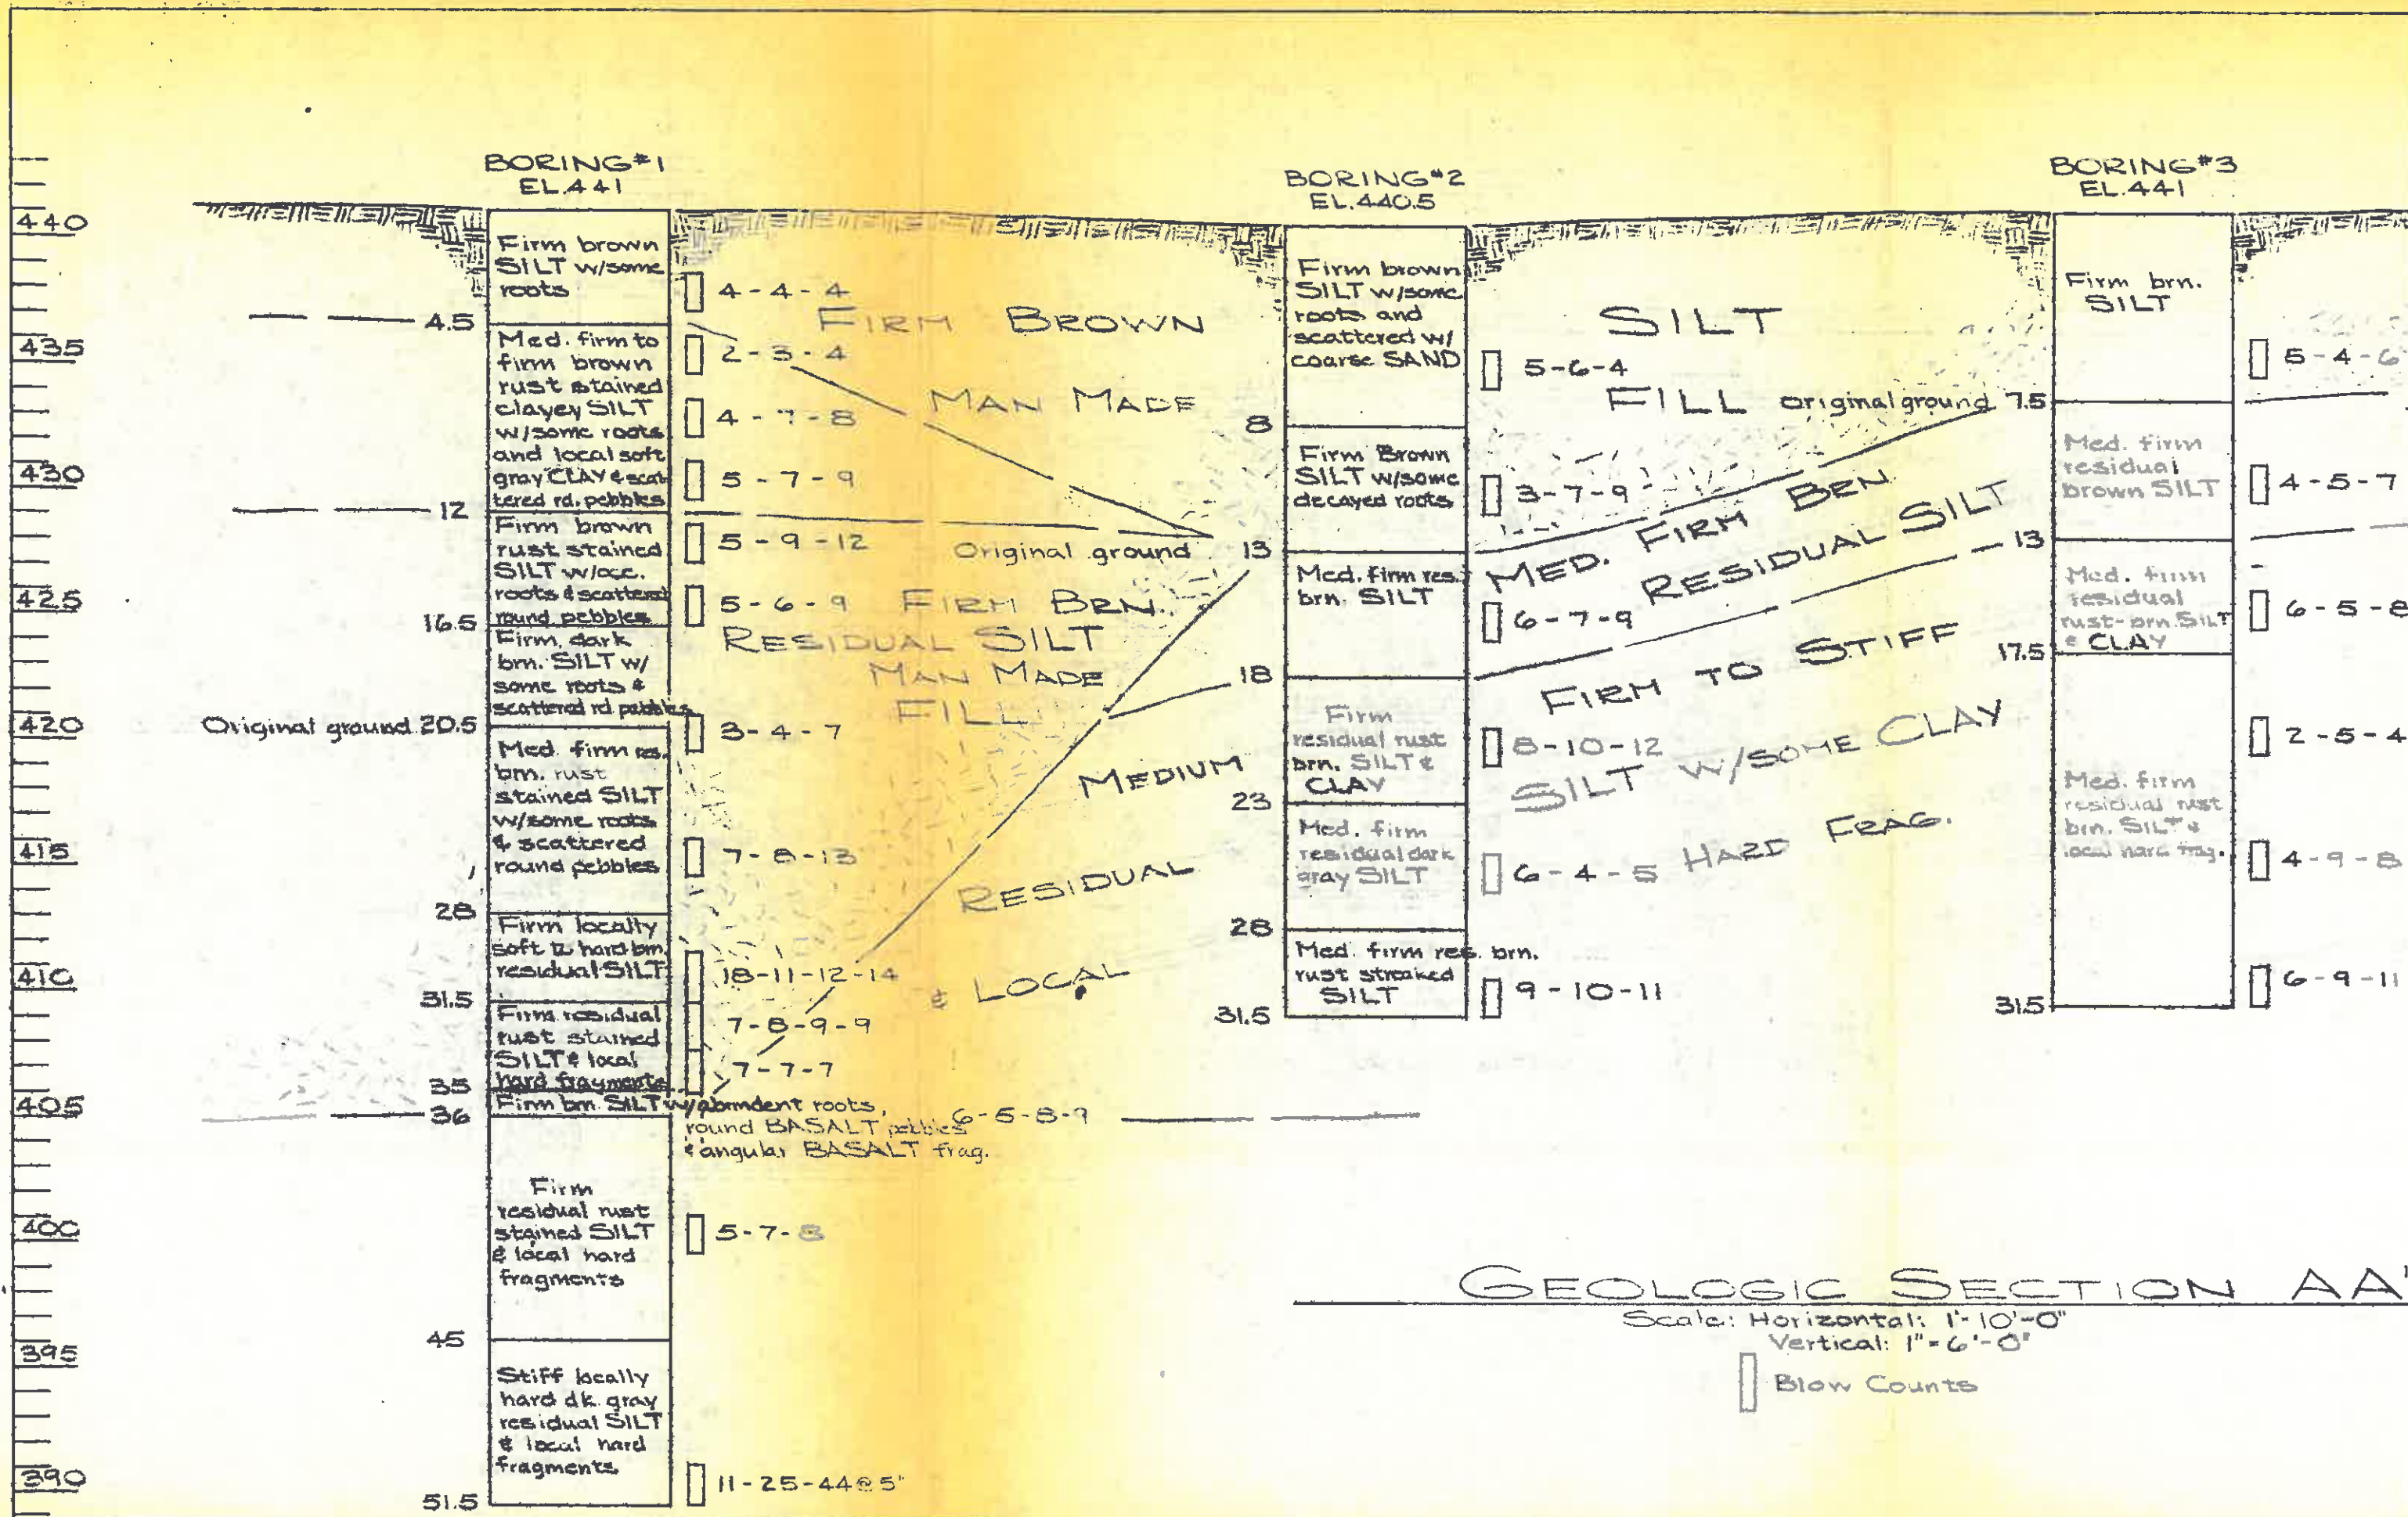 BORING #1
EL. 441
BORING #2
EL. 440.5
BORING #3
EL. 441
440
435
430
425
420
415
410
405
400
395
390
Firm brown
SILT w/some
roots
4.5
Med. firm to
firm brown
rust stained
clayey SILT
w/some roots
and local soft
gray CLAY & scat
tered rd. pebbles
12
Firm brown
rust stained
SILT w/occ.
roots & scattered
round pebbles
16.5
Firm dark
brn. SILT w/
some roots &
scattered rd pebbles
Original ground 20.5
Med. firm res.
brn. rust
stained SILT
w/some roots
& scattered
round pebbles
28
Firm locally
soft to hard brn.
residual SILT
31.5
Firm residual
rust stained
SILT & local
hard fragments
35
Firm brn. SILT w/abundent roots,
round BASALT pebbles
& angular BASALT frag.
36
Firm
residual rust
stained SILT
& local hard
fragments
45
Stiff locally
hard dk. gray
residual SILT
& local hard
fragments
51.5
4-4-4
2-3-4
4-7-8
5-7-9
5-9-12
5-6-9
3-4-7
7-8-13
18-11-12-14
7-8-9-9
7-7-7
6-5-8-9
5-7-8
11-25-44@5"
FIRM BROWN
MAN MADE
Original ground
FIRM BRN.
RESIDUAL SILT
MAN MADE
FILL
MEDIUM
RESIDUAL
& LOCAL
Firm brown
SILT w/some
roots and
scattered w/
coarse SAND
8
Firm Brown
SILT w/some
decayed roots
13
Med. firm res.
brn. SILT
18
Firm
residual rust
brn. SILT &
CLAY
23
Med. firm
residual dark
gray SILT
28
Med. firm res. brn.
rust streaked
SILT
31.5
5-6-4
3-7-9
6-7-9
8-10-12
6-4-5
9-10-11
SILT
FILL
Original ground 7.5
MED. FIRM BRN.
RESIDUAL SILT
FIRM TO STIFF
SILT W/SOME CLAY
HARD FRAG.
Firm brn.
SILT
Med. firm
residual
brown SILT
13
Med. firm
residual
rust-brn. SILT
& CLAY
17.5
Med. firm
residual rust
brn. SILT &
local hard frag.
31.5
5-4-6
4-5-7
6-5-8
2-5-4
4-9-8
6-9-11
GEOLOGIC SECTION AA'
Scale: Horizontal: 1"-10'-0"
Vertical: 1"=6'-0"
Blow Counts